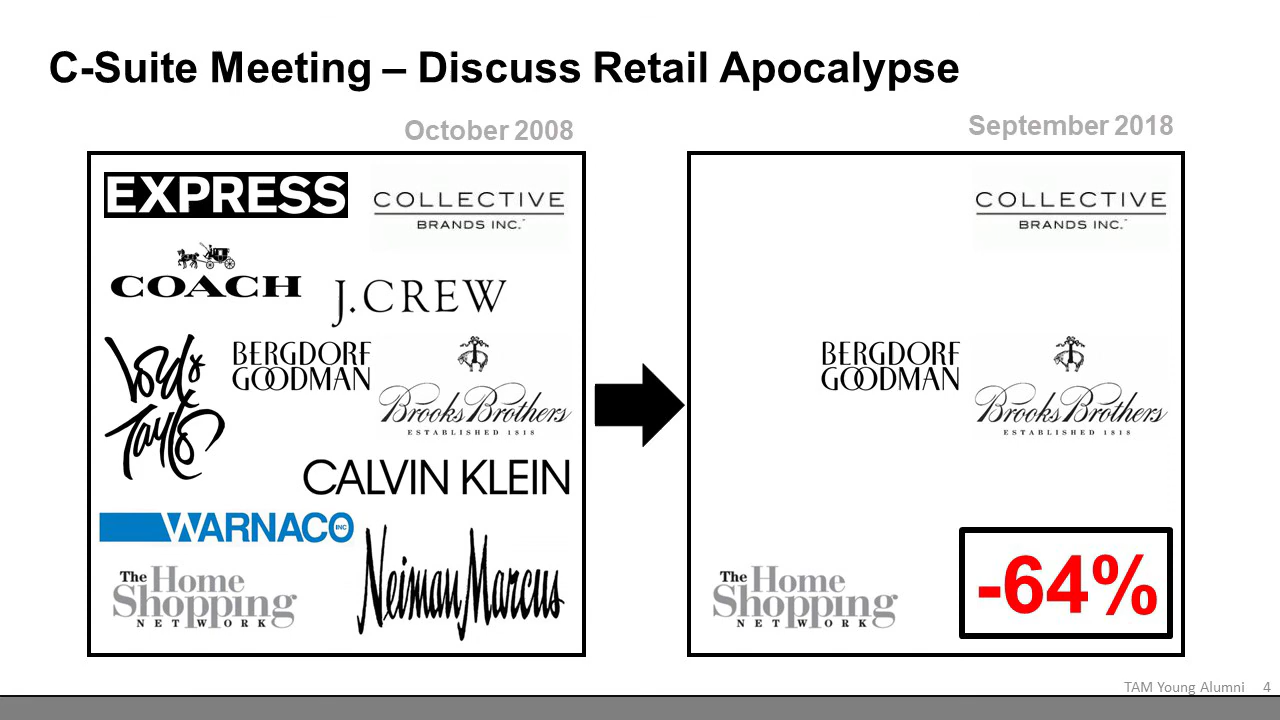 C-Suite Meeting – Discuss Retail Apocalypse
October 2008
EXPRESS
COLLECTIVE
BRANDS INC.
COACH
J.CREW
Lord &
Taylor
BERGDORF
GOODMAN
Brooks Brothers
ESTABLISHED 1818
CALVIN KLEIN
WARNACO INC
The Home
Shopping
NETWORK
Neiman Marcus
September 2018
COLLECTIVE
BRANDS INC.
BERGDORF
GOODMAN
Brooks Brothers
ESTABLISHED 1818
The Home
Shopping
NETWORK
-64%
TAM Young Alumni 4